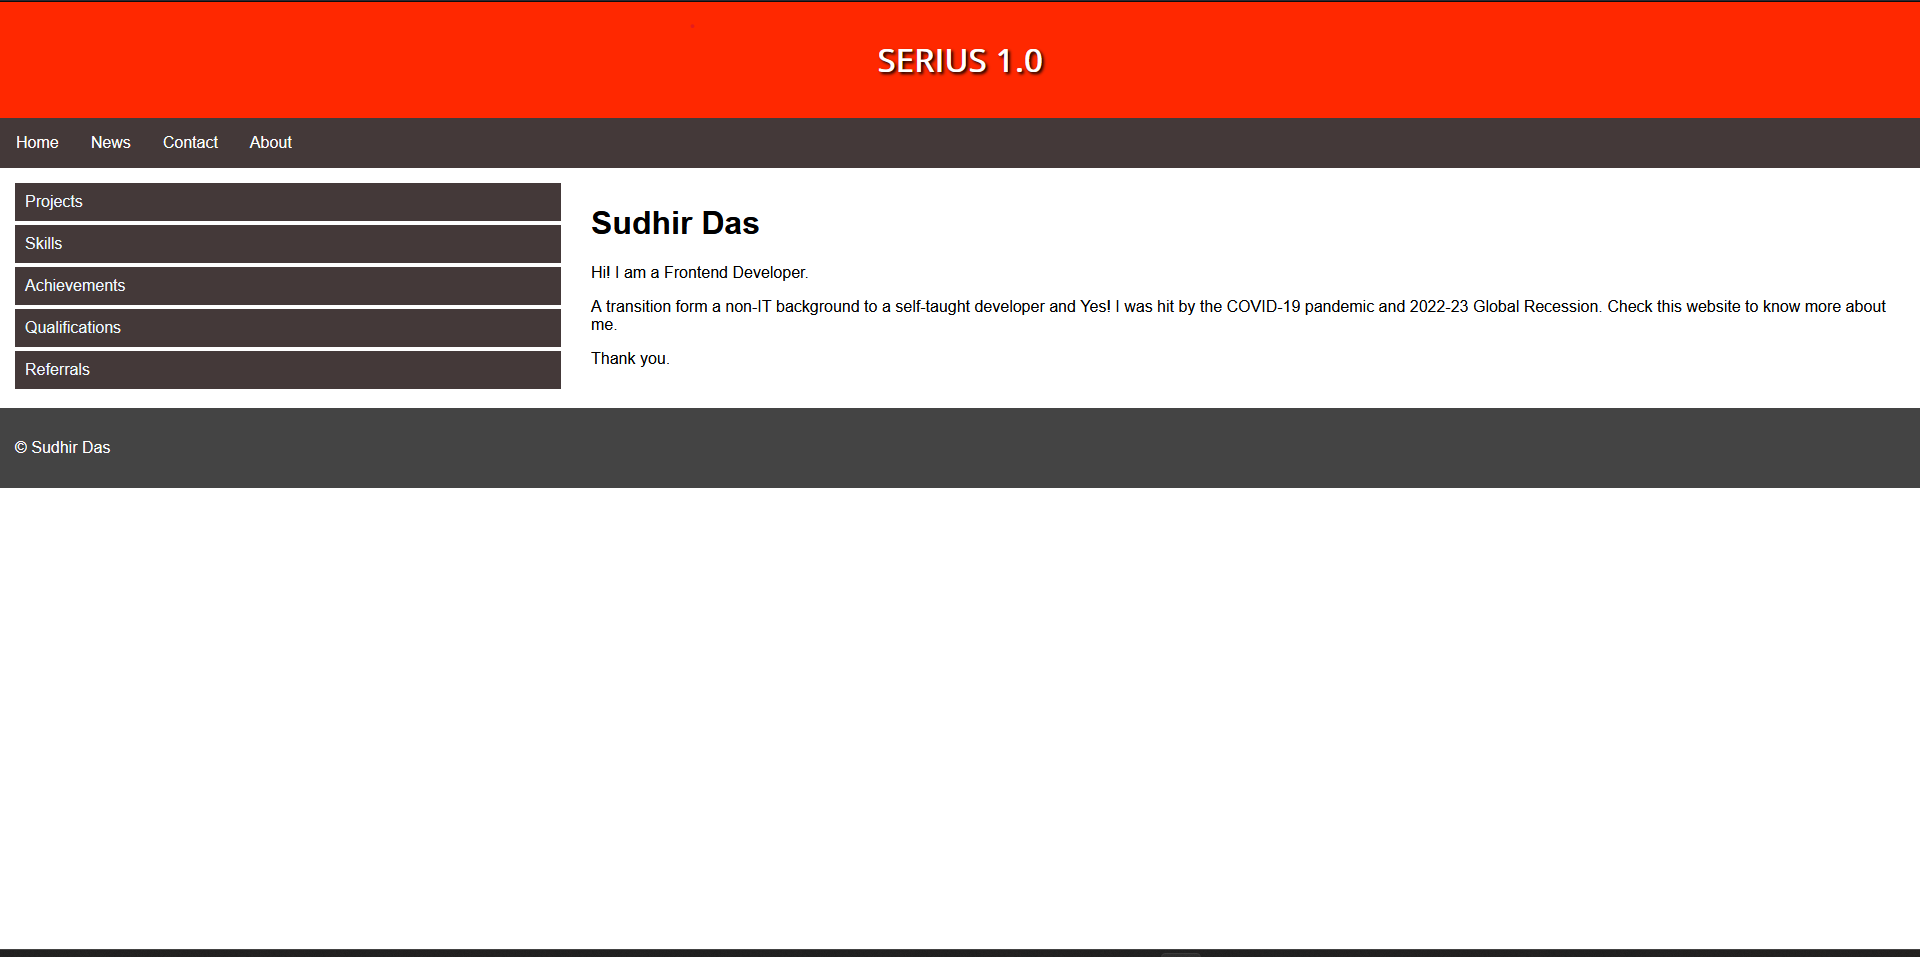 SERIUS 1.0
Home News Contact About
Projects
Skills
Achievements
Qualifications
Referrals
Sudhir Das
Hi! I am a Frontend Developer.
A transition form a non-IT background to a self-taught developer and Yes! I was hit by the COVID-19 pandemic and 2022-23 Global Recession. Check this website to know more about
me.
Thank you.
© Sudhir Das